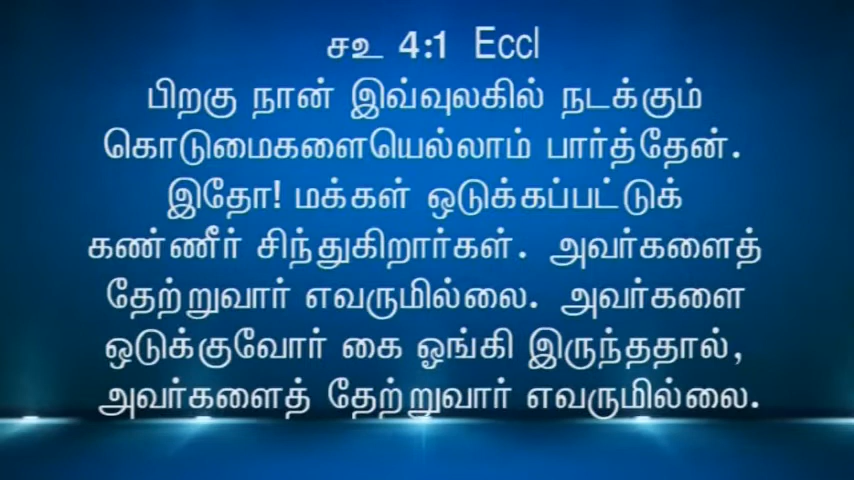 சஉ 4:1 Eccl
பிறகு நான் இவ்வுலகில் நடக்கும்
கொடுமைகளையெல்லாம் பார்த்தேன்.
இதோ! மக்கள் ஒடுக்கப்பட்டுக்
கண்ணீர் சிந்துகிறார்கள். அவர்களைத்
தேற்றுவார் எவருமில்லை. அவர்களை
ஒடுக்குவோர் கை ஓங்கி இருந்ததால்,
அவர்களைத் தேற்றுவார் எவருமில்லை.